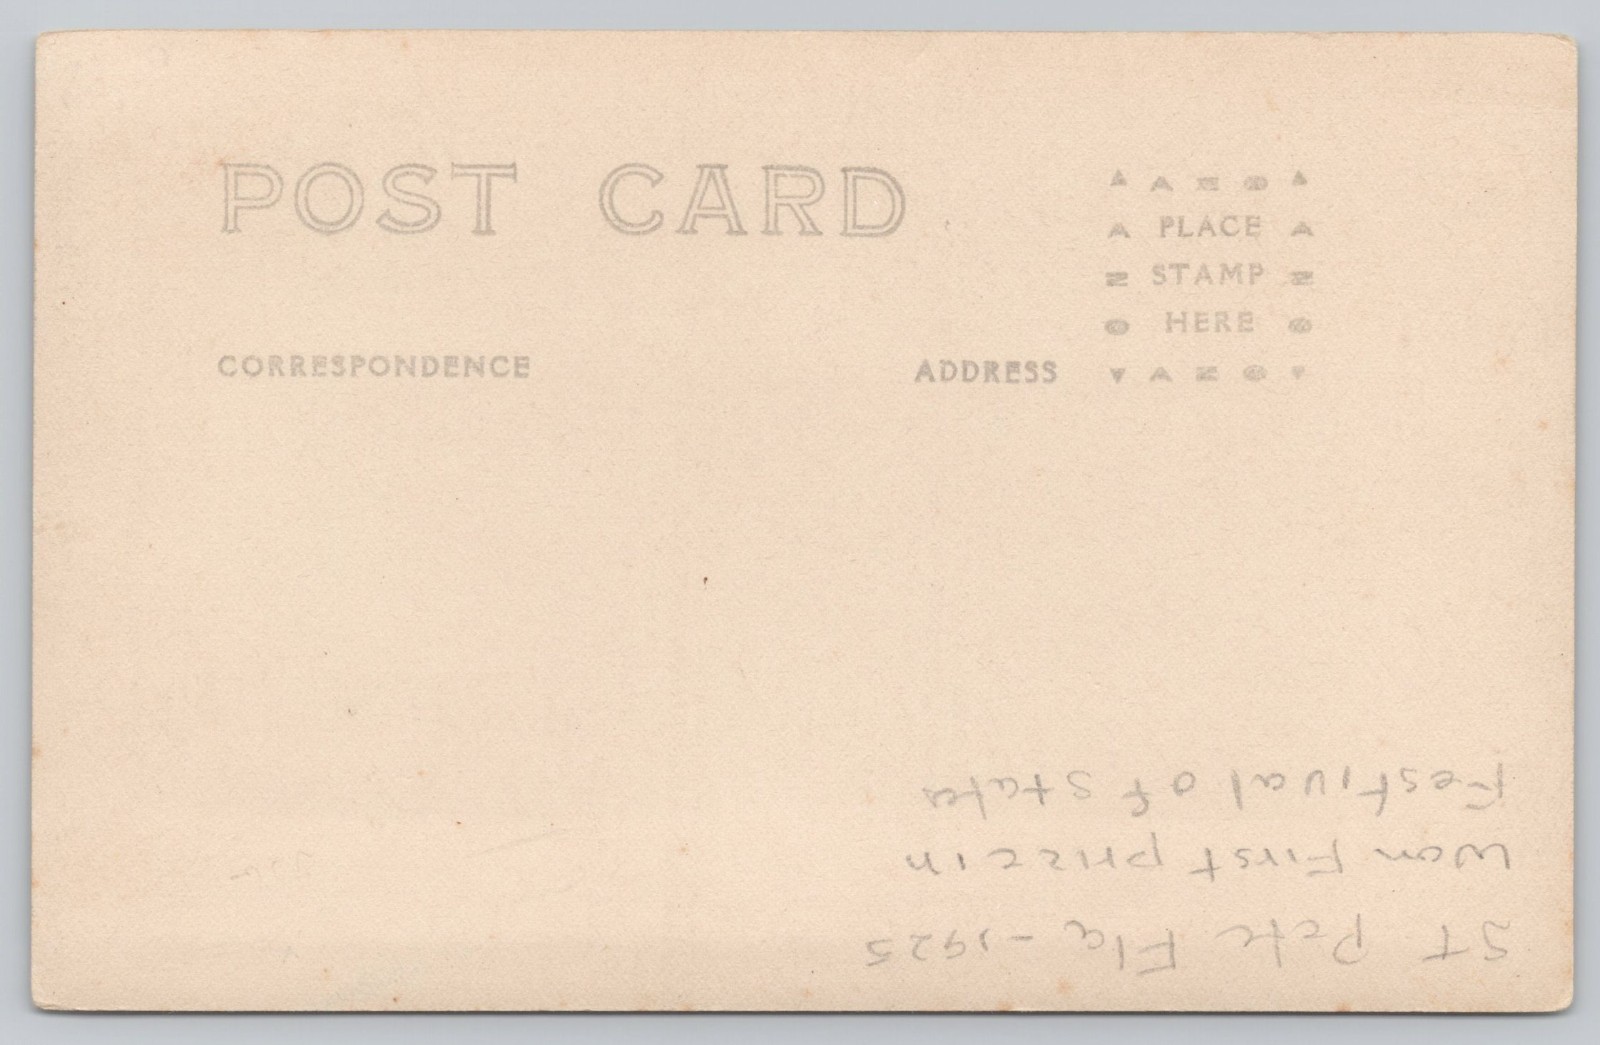 POST CARD
▲ A Z O ▲
A PLACE A
Z STAMP Z
O HERE O
▼ A Z O ▼
CORRESPONDENCE ADDRESS
St Pete Fla - 1925
Won First prize in
Festival of States